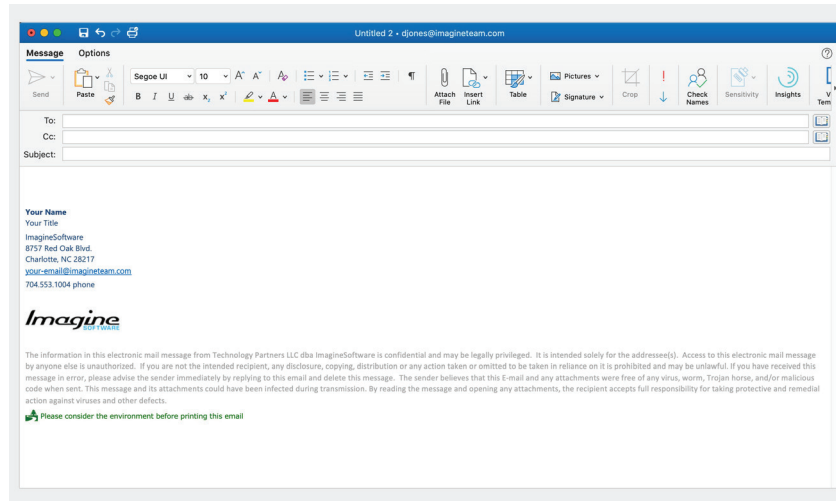 Untitled 2 • djones@imagineteam.com
Message Options
Send
Paste
Segoe UI 10
B I U ab x, x²
Attach File
Insert Link
Table
Pictures
Signature
Crop
Check Names
Sensitivity
Insights
V
Tem
To:
Cc:
Subject:
Your Name
Your Title
ImagineSoftware
8757 Red Oak Blvd.
Charlotte, NC 28217
your-email@imagineteam.com
704.553.1004 phone
Imagine
SOFTWARE
The information in this electronic mail message from Technology Partners LLC dba ImagineSoftware is confidential and may be legally privileged. It is intended solely for the addressee(s). Access to this electronic mail message
by anyone else is unauthorized. If you are not the intended recipient, any disclosure, copying, distribution or any action taken or omitted to be taken in reliance on it is prohibited and may be unlawful. If you have received this
message in error, please advise the sender immediately by replying to this email and delete this message. The sender believes that this E-mail and any attachments were free of any virus, worm, Trojan horse, and/or malicious
code when sent. This message and its attachments could have been infected during transmission. By reading the message and opening any attachments, the recipient accepts full responsibility for taking protective and remedial
action against viruses and other defects.
Please consider the environment before printing this email